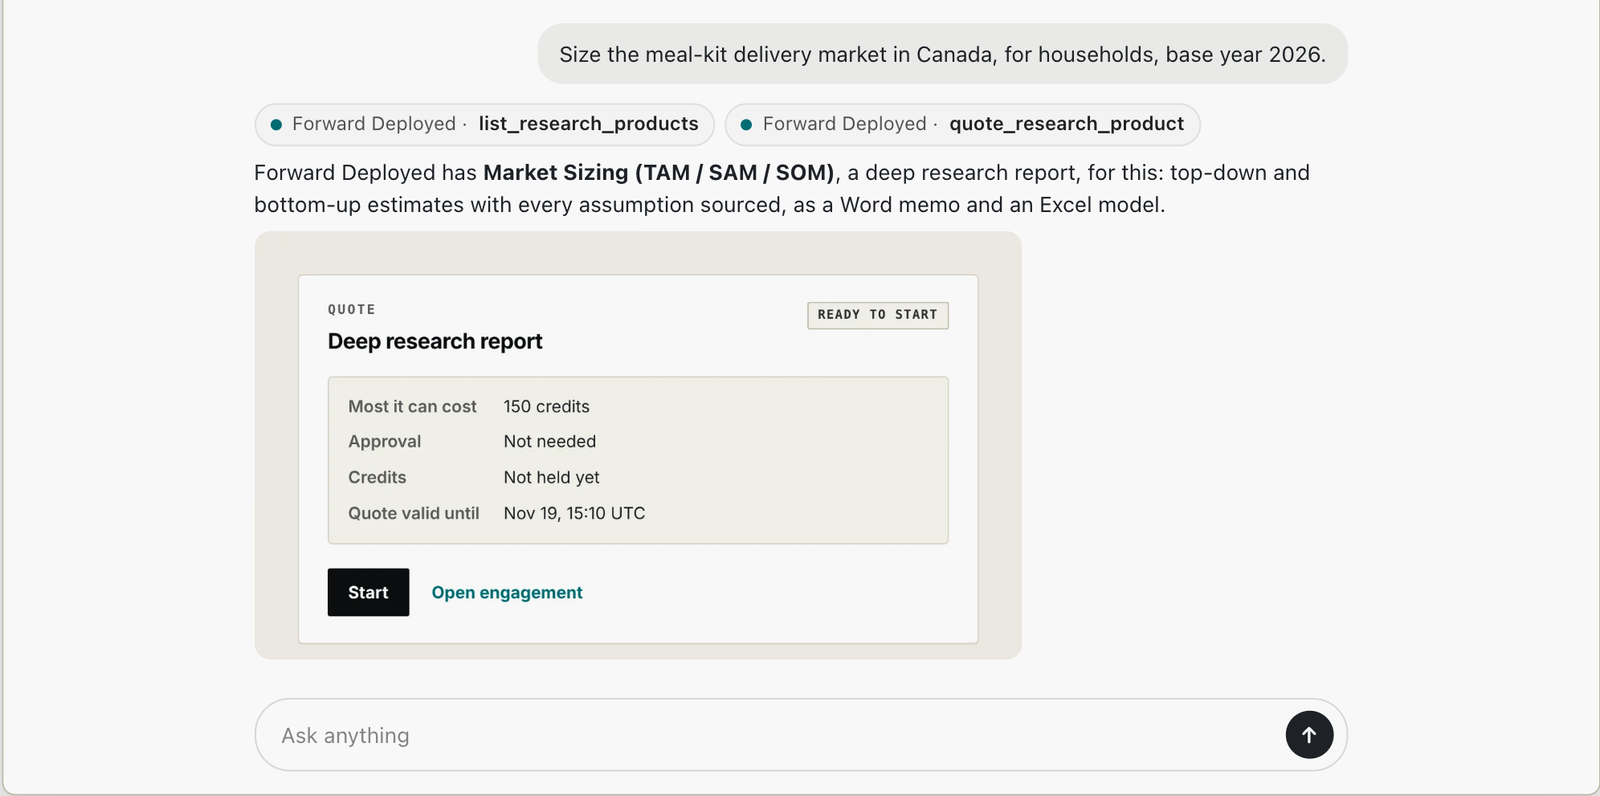 Size the meal-kit delivery market in Canada, for households, base year 2026.
Forward Deployed · list_research_products
Forward Deployed · quote_research_product
Forward Deployed has Market Sizing (TAM / SAM / SOM), a deep research report, for this: top-down and
bottom-up estimates with every assumption sourced, as a Word memo and an Excel model.
QUOTE
READY TO START
Deep research report
Most it can cost 150 credits
Approval Not needed
Credits Not held yet
Quote valid until Nov 19, 15:10 UTC
Start Open engagement
Ask anything